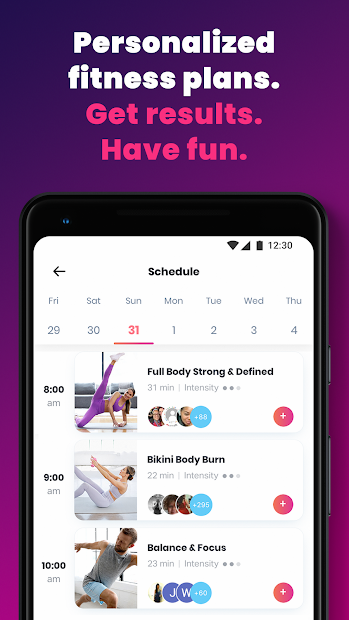 Personalized
fitness plans.
Get results.
Have fun.
12:30
Schedule
Fri Sat Sun Mon Tue Wed Thu
29 30 31 1 2 3 4
8:00
am
Full Body Strong & Defined
31 min | Intensity
+88
+
9:00
am
Bikini Body Burn
22 min | Intensity
+295
+
10:00
am
Balance & Focus
23 min | Intensity
J W +60
+